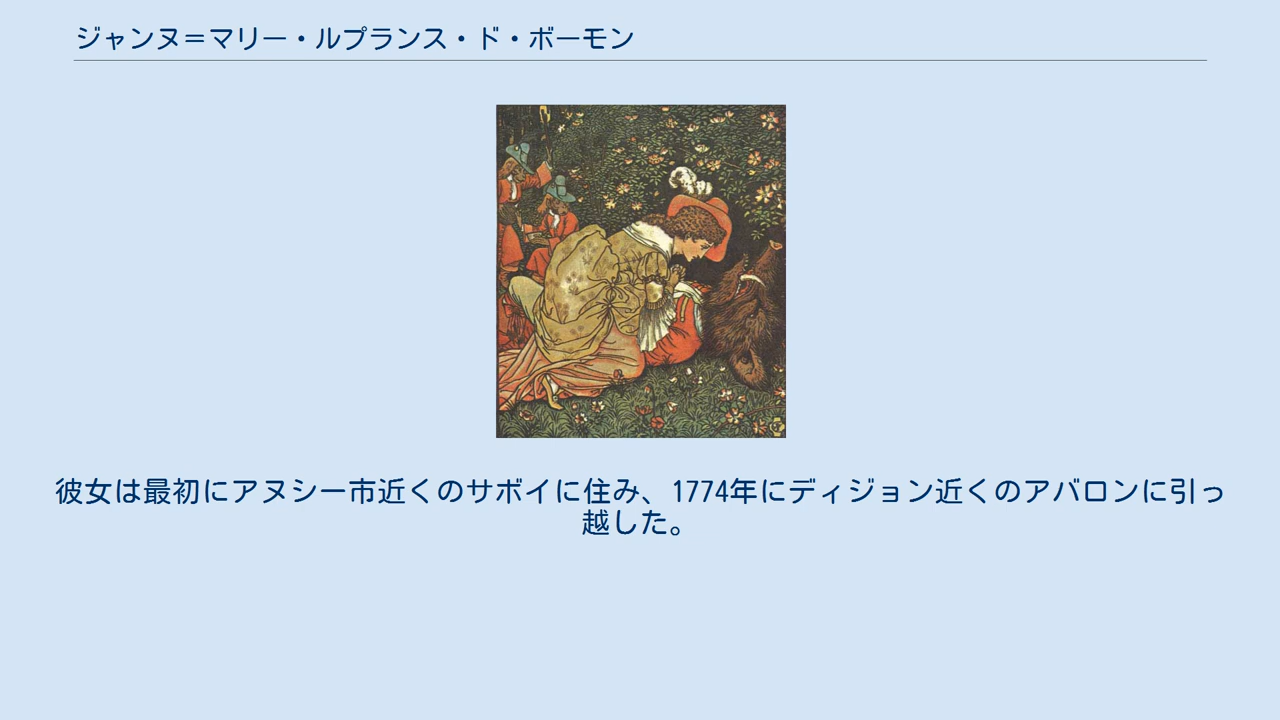 ジャンヌ＝マリー・ルプランス・ド・ボーモン
彼女は最初にアヌシー市近くのサボイに住み、1774年にディジョン近くのアバロンに引っ
越した。